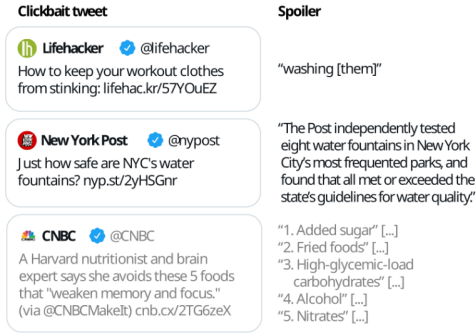 Clickbait tweet
Spoiler
Lifehacker @lifehacker
How to keep your workout clothes
from stinking: lifehac.kr/57YOuEZ
“washing [them]”
New York Post @nypost
Just how safe are NYC's water
fountains? nyp.st/2yHSGnr
“The Post independently tested
eight water fountains in New York
City’s most frequented parks, and
found that all met or exceeded the
state’s guidelines for water quality.”
CNBC @CNBC
A Harvard nutritionist and brain
expert says she avoids these 5 foods
that "weaken memory and focus."
(via @CNBCMakeIt) cnb.cx/2TG6zeX
“1. Added sugar” [...]
“2. Fried foods” [...]
“3. High-glycemic-load
carbohydrates” [...]
“4. Alcohol” [...]
“5. Nitrates” [...]